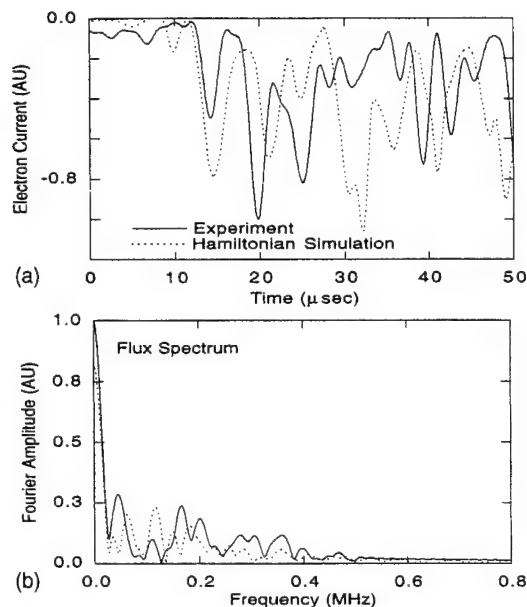 (a)
Electron Current (AU)
0.0
-0.8
Experiment
Hamiltonian Simulation
0 10 20 30 40 50
Time (μ sec)
(b)
Fourier Amplitude (AU)
1.0
0.8
0.5
0.3
0.0
Flux Spectrum
0.0 0.2 0.4 0.6 0.8
Frequency (MHz)